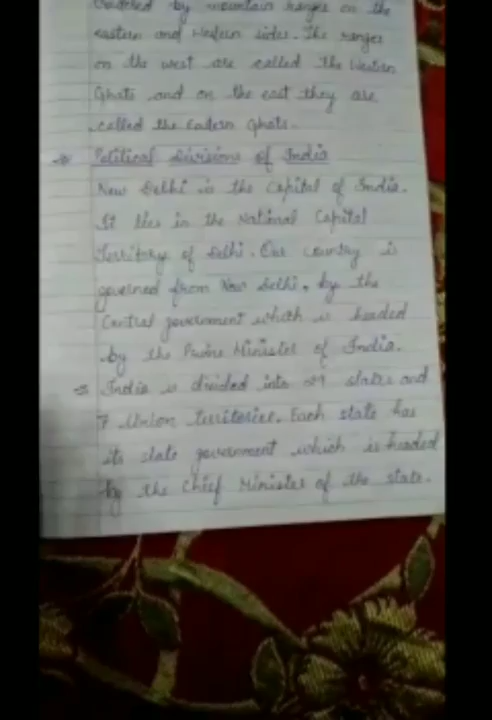 bordered by mountain ranges on the
eastern and western sides. The ranges
on the west are called the Western
Ghats and on the east they are
called the Eastern Ghats.
Political Divisions of India
New Delhi is the capital of India.
It lies in the National Capital
Territory of Delhi. Our country is
governed from New Delhi, by the
Central government which is headed
by the Prime Minister of India.
⇒ India is divided into 29 states and
7 Union territories. Each state has
its state government which is headed
by the Chief Minister of the state.